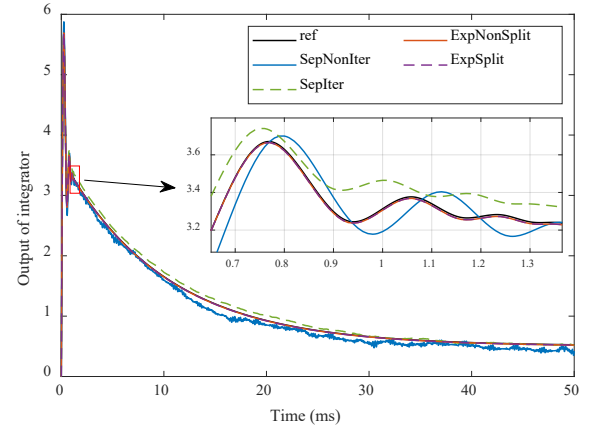 6
5
4
3
2
1
0
Output of integrator
ref
ExpNonSplit
SepNonIter
ExpSplit
SepIter
3.6
3.4
3.2
0.7 0.8 0.9 1 1.1 1.2 1.3
0 10 20 30 40 50
Time (ms)